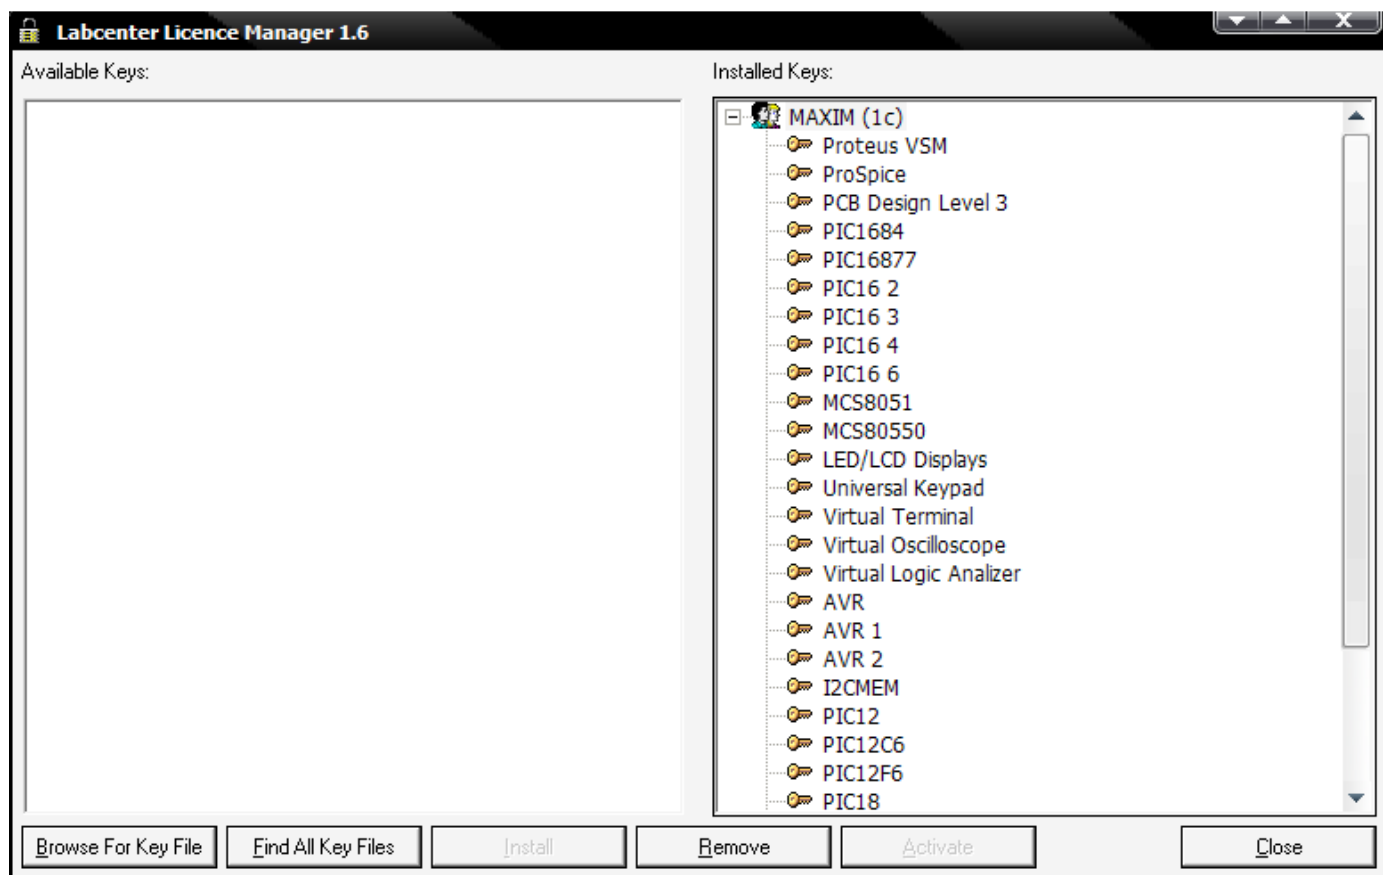 Labcenter Licence Manager 1.6
X
Available Keys:
Installed Keys:
MAXIM (1c)
Proteus VSM
ProSpice
PCB Design Level 3
PIC1684
PIC16877
PIC16 2
PIC16 3
PIC16 4
PIC16 6
MCS8051
MCS80550
LED/LCD Displays
Universal Keypad
Virtual Terminal
Virtual Oscilloscope
Virtual Logic Analizer
AVR
AVR 1
AVR 2
I2CMEM
PIC12
PIC12C6
PIC12F6
PIC18
Browse For Key File
Find All Key Files
Install
Remove
Activate
Close